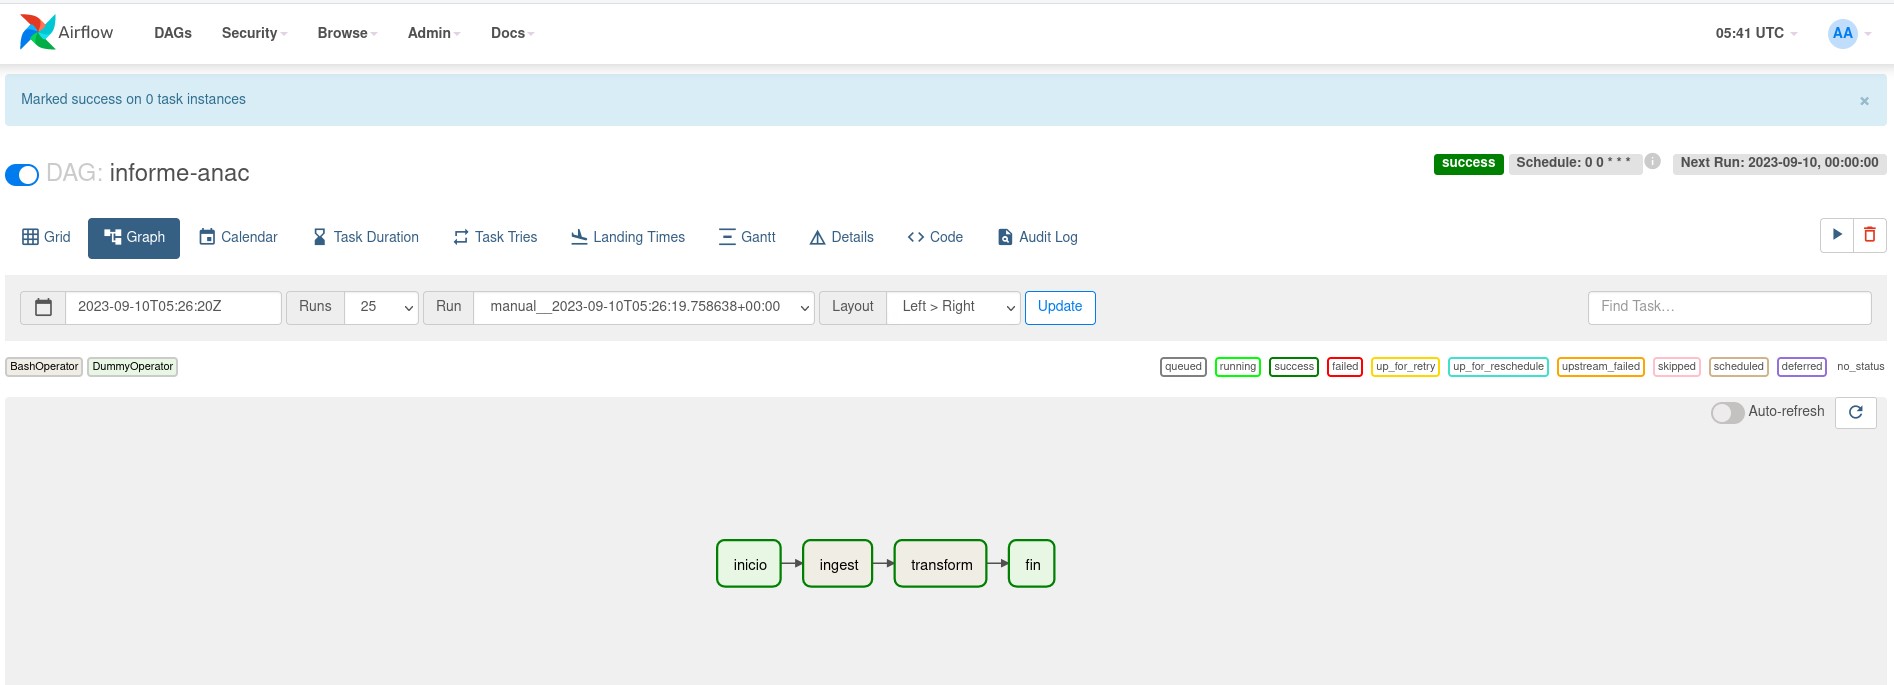 Airflow DAGs Security Browse Admin Docs 05:41 UTC AA
Marked success on 0 task instances ×
DAG: informe-anac success Schedule: 0 0 * * * i Next Run: 2023-09-10, 00:00:00
Grid Graph Calendar Task Duration Task Tries Landing Times Gantt Details Code Audit Log
2023-09-10T05:26:20Z Runs 25 Run manual__2023-09-10T05:26:19.758638+00:00 Layout Left > Right Update Find Task...
BashOperator DummyOperator queued running success failed up_for_retry up_for_reschedule upstream_failed skipped scheduled deferred no_status
Auto-refresh
inicio ingest transform fin